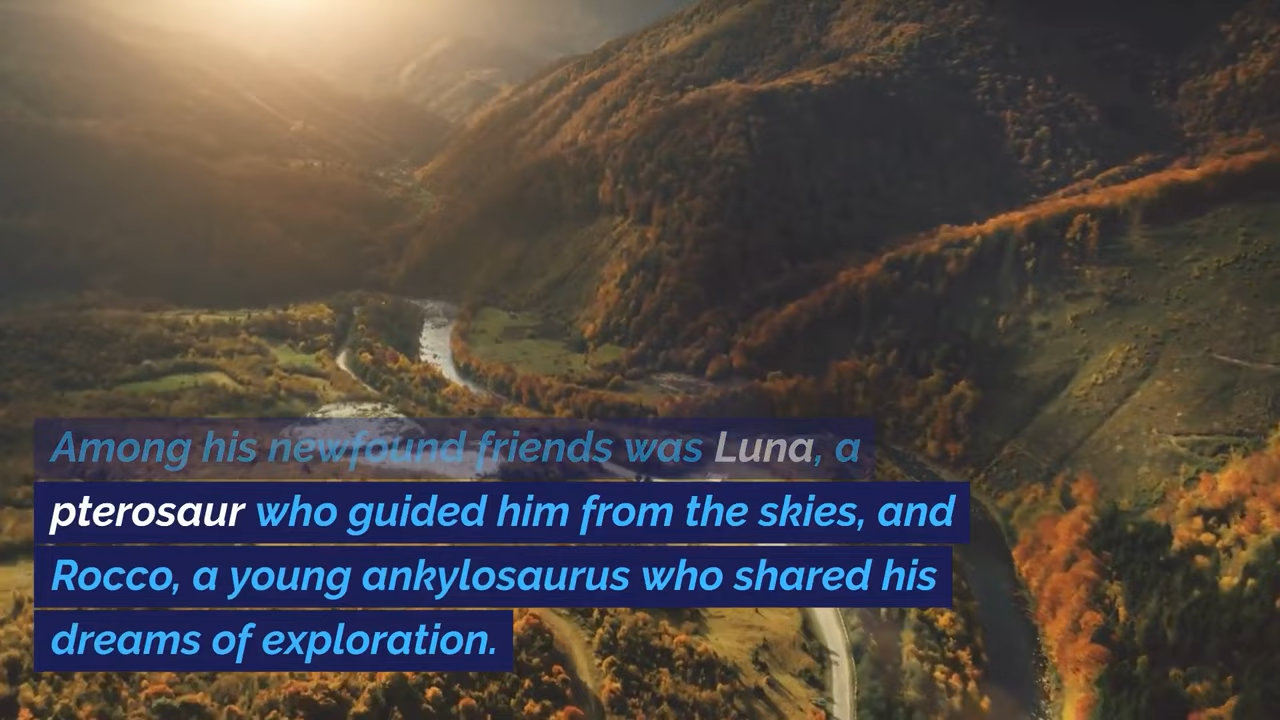 Among his newfound friends was Luna, a
pterosaur who guided him from the skies, and
Rocco, a young ankylosaurus who shared his
dreams of exploration.